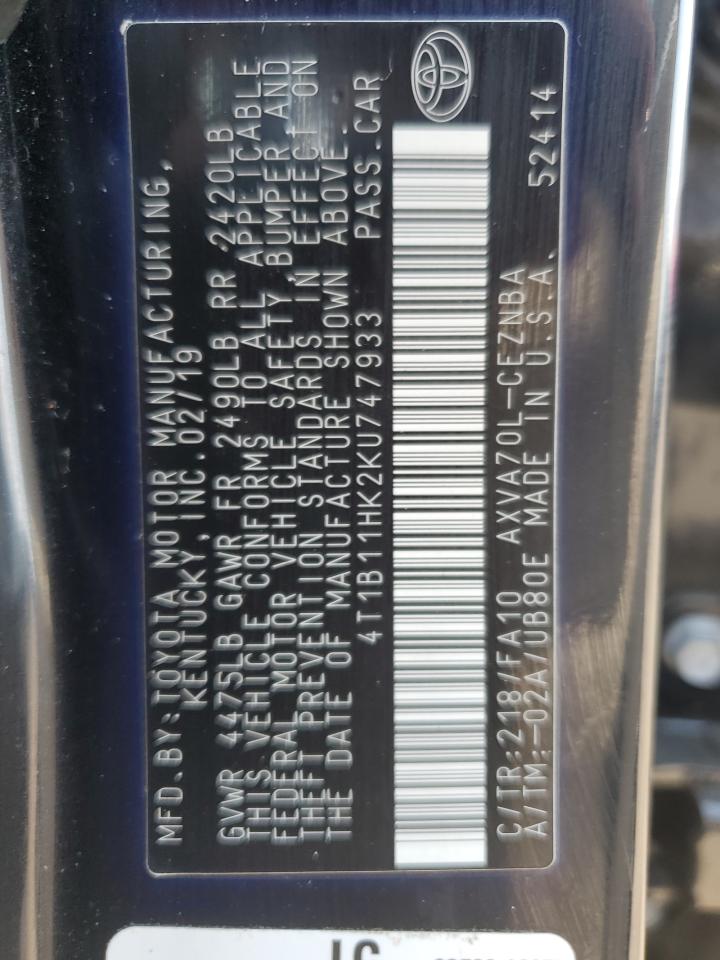 MFD.BY:TOYOTA MOTOR MANUFACTURING,
KENTUCKY, INC. 02/19
GVWR 4475LB GAWR FR 2490LB RR 2420LB
THIS VEHICLE CONFORMS TO ALL APPLICABLE
FEDERAL MOTOR VEHICLE SAFETY,BUMPER AND
THEFT PREVENTION STANDARDS IN EFFECT ON
THE DATE OF MANUFACTURE SHOWN ABOVE.
4T1B11HK2KU747933 PASS.CAR
C/TR:218/FA10 AXVA70L-CEZNBA
A/TM:-02A/UB80E MADE IN U.S.A. 52414